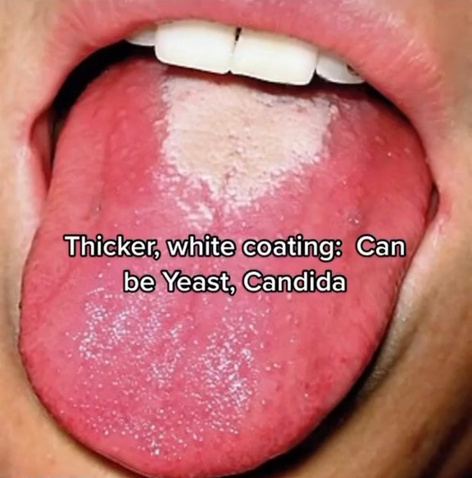 Thicker, white coating:  Can
be Yeast, Candida